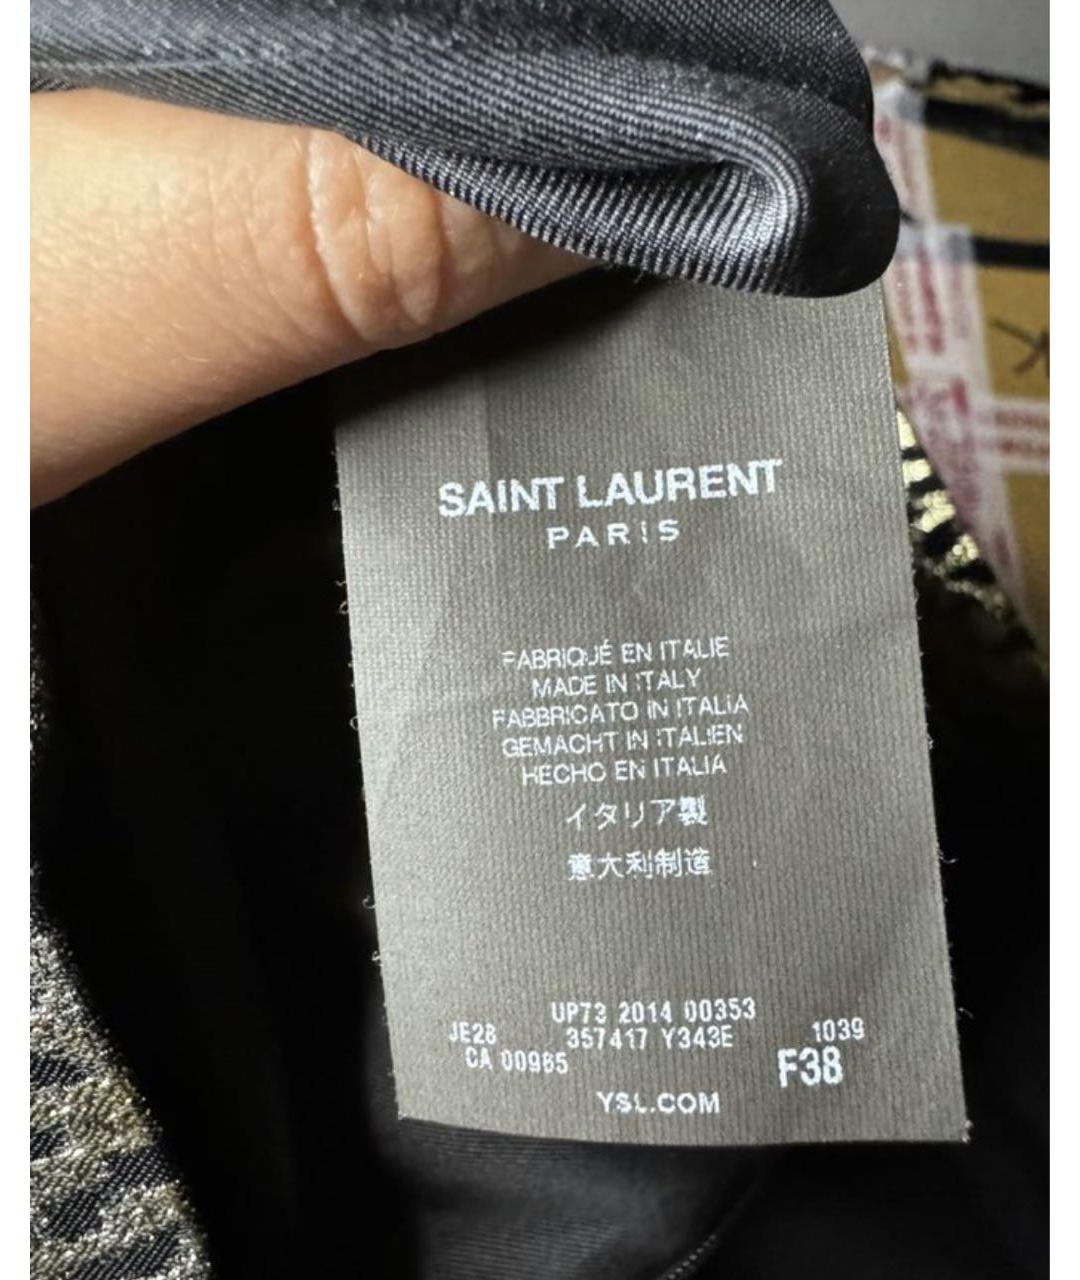 SAINT LAURENT
PARIS
FABRIQUÉ EN ITALIE
MADE IN ITALY
FABBRICATO IN ITALIA
GEMACHT IN ITALIEN
HECHO EN ITALIA
イタリア製
意大利制造
UP73 2014 00353
JE28 357417 Y343E 1039
CA 00965 F38
YSL.COM